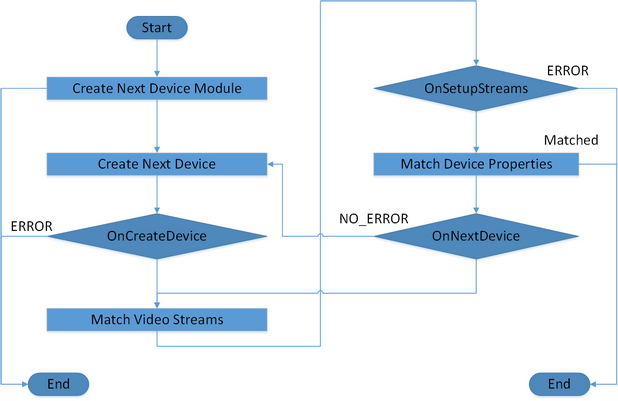 Start
Create Next Device Module
Create Next Device
ERROR
OnCreateDevice
Match Video Streams
End
ERROR
OnSetupStreams
Matched
Match Device Properties
NO_ERROR
OnNextDevice
End